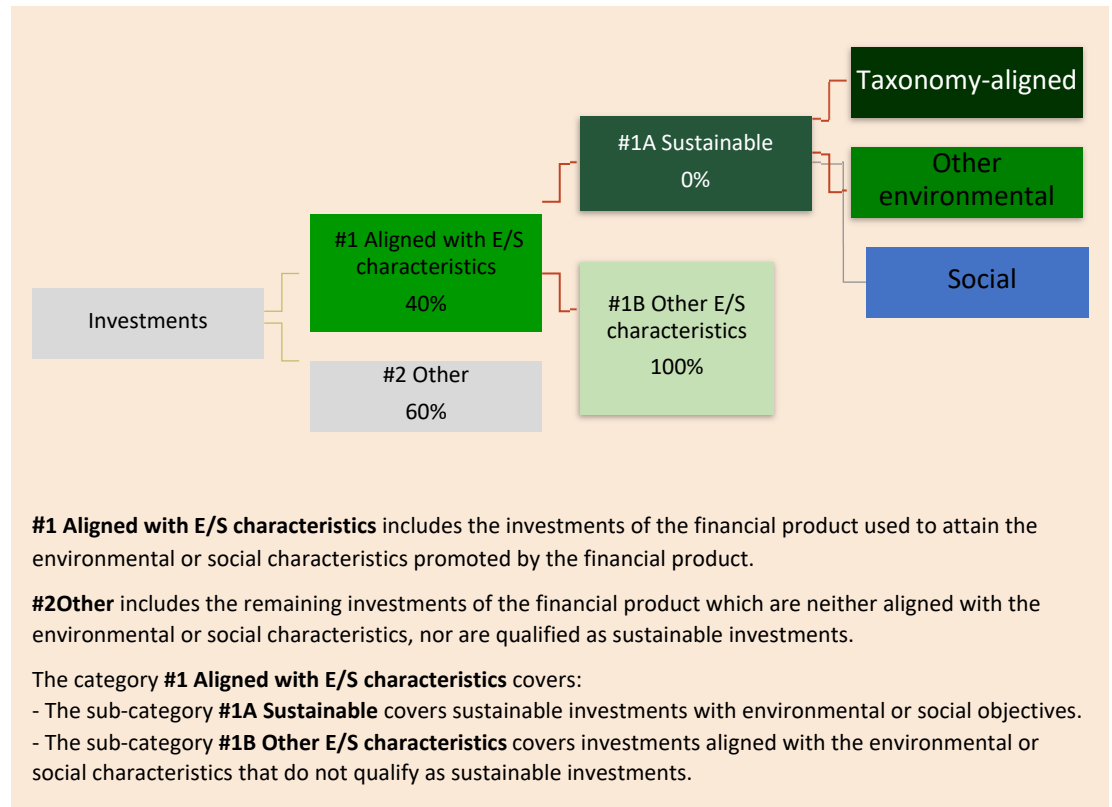 Investments
#1 Aligned with E/S
characteristics
40%
#2 Other
60%
#1A Sustainable
0%
#1B Other E/S
characteristics
100%
Taxonomy-aligned
Other
environmental
Social
#1 Aligned with E/S characteristics includes the investments of the financial product used to attain the
environmental or social characteristics promoted by the financial product.
#2Other includes the remaining investments of the financial product which are neither aligned with the
environmental or social characteristics, nor are qualified as sustainable investments.
The category #1 Aligned with E/S characteristics covers:
- The sub-category #1A Sustainable covers sustainable investments with environmental or social objectives.
- The sub-category #1B Other E/S characteristics covers investments aligned with the environmental or
social characteristics that do not qualify as sustainable investments.